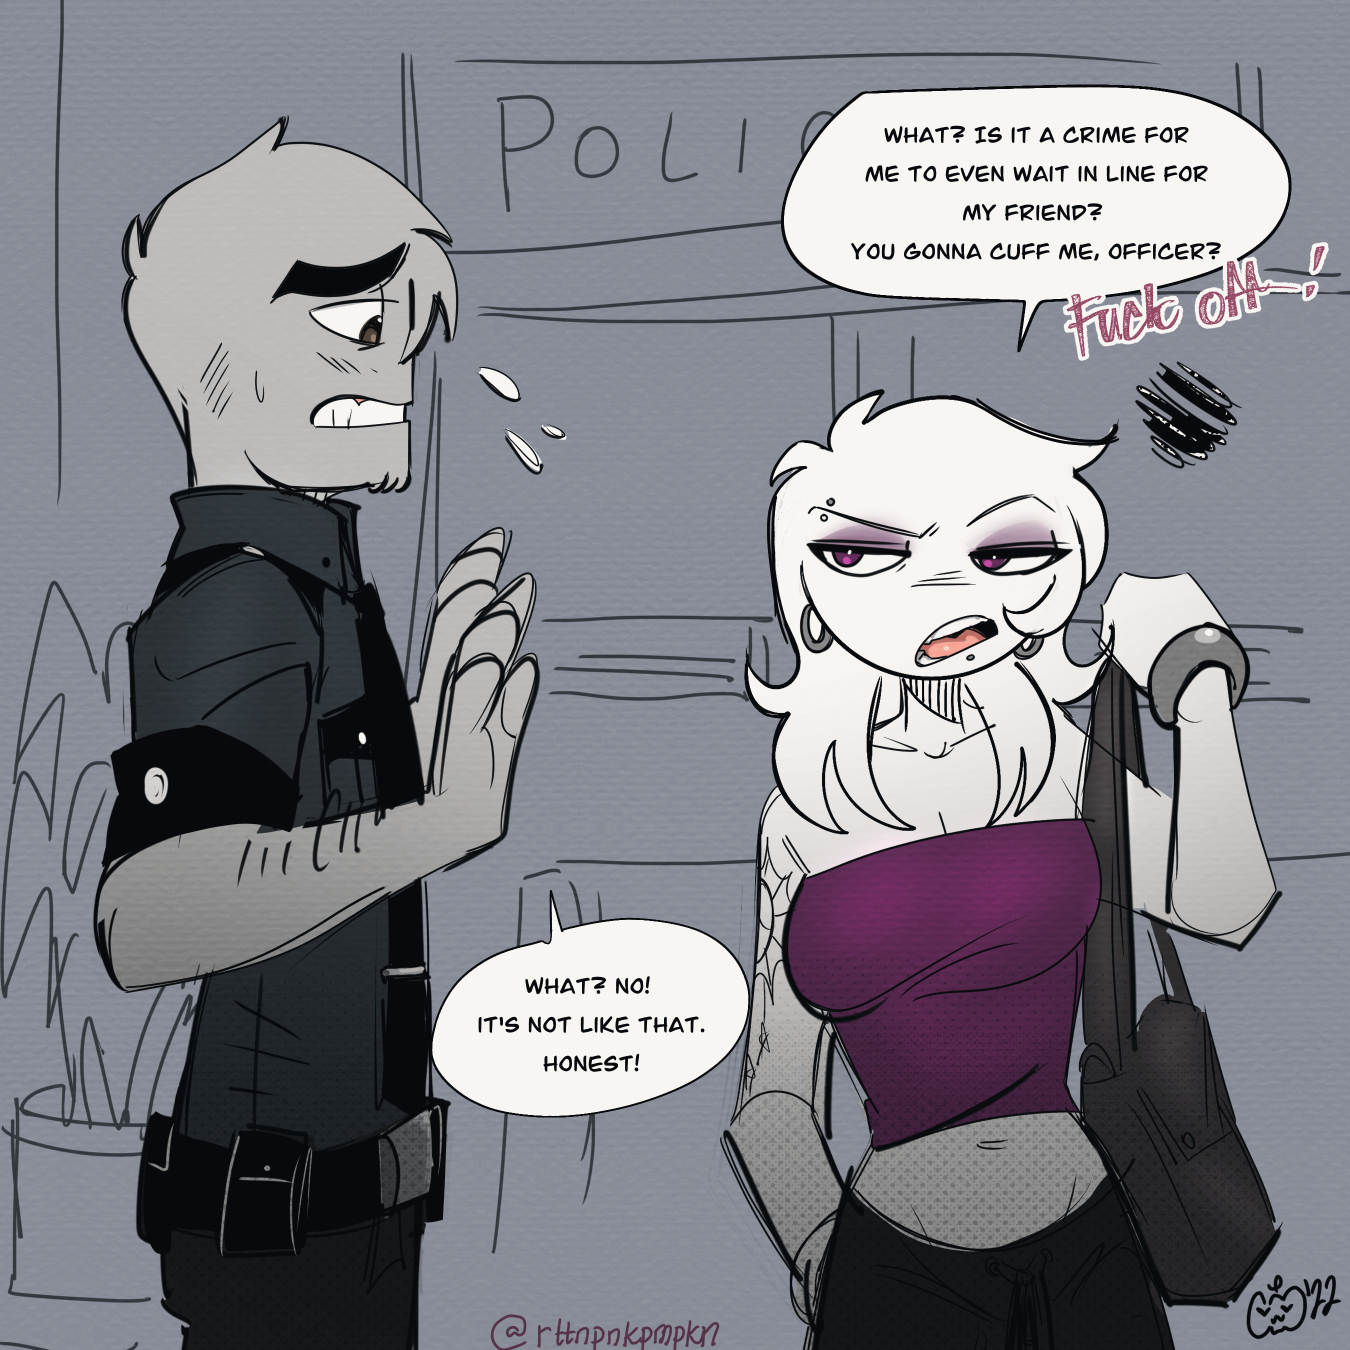 POLIC
WHAT? IS IT A CRIME FOR
ME TO EVEN WAIT IN LINE FOR
MY FRIEND?
YOU GONNA CUFF ME, OFFICER?
Fuck off!
WHAT? NO!
IT'S NOT LIKE THAT.
HONEST!
'22
@rttnpnkpmpkn